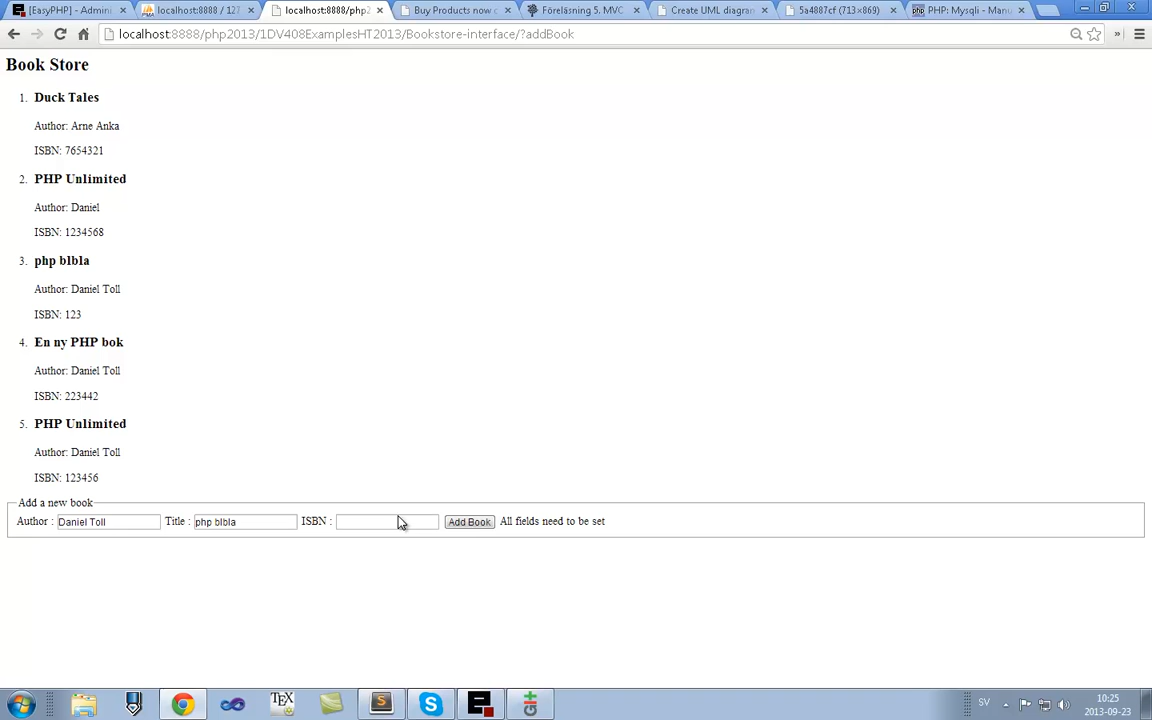 [EasyPHP] - Admini
localhost:8888 / 127
localhost:8888/php2
Buy Products now c
Föreläsning 5. MVC
Create UML diagram
5a4887cf (713×869)
PHP: Mysqli - Manu
localhost:8888/php2013/1DV408ExamplesHT2013/Bookstore-interface/?addBook
Book Store
1. Duck Tales
Author: Arne Anka
ISBN: 7654321
2. PHP Unlimited
Author: Daniel
ISBN: 1234568
3. php blbla
Author: Daniel Toll
ISBN: 123
4. En ny PHP bok
Author: Daniel Toll
ISBN: 223442
5. PHP Unlimited
Author: Daniel Toll
ISBN: 123456
Add a new book
Author : Daniel Toll Title : php blbla ISBN : Add Book All fields need to be set
SV
10:25
2013-09-23